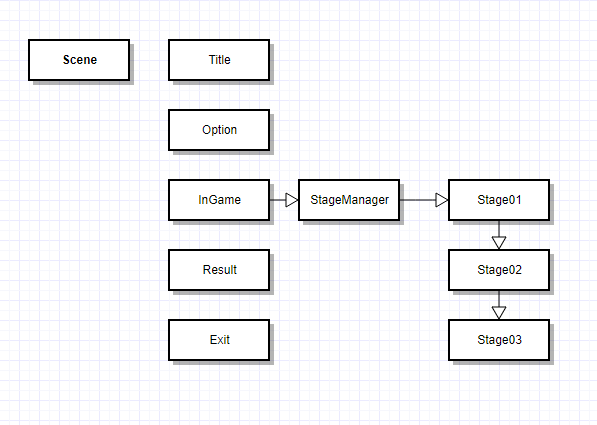 Scene
Title
Option
InGame
StageManager
Stage01
Result
Stage02
Exit
Stage03